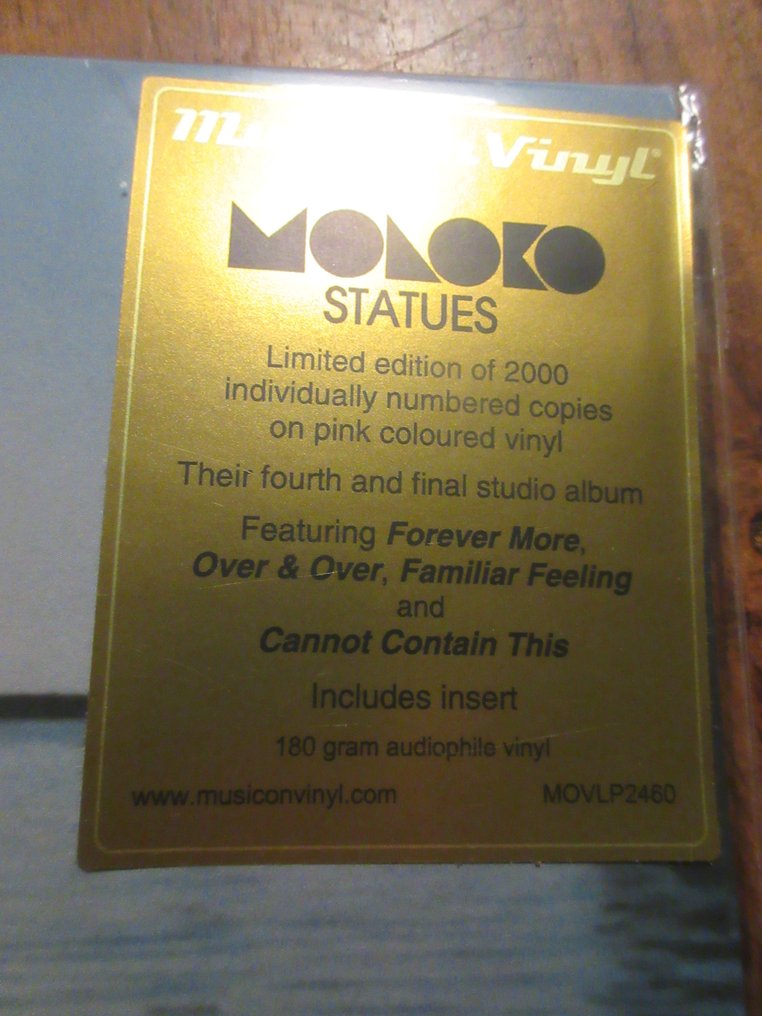 Music On Vinyl®
MOLOKO
STATUES
Limited edition of 2000
individually numbered copies
on pink coloured vinyl
Their fourth and final studio album
Featuring Forever More,
Over & Over, Familiar Feeling
and
Cannot Contain This
Includes insert
180 gram audiophile vinyl
www.musiconvinyl.com MOVLP2460